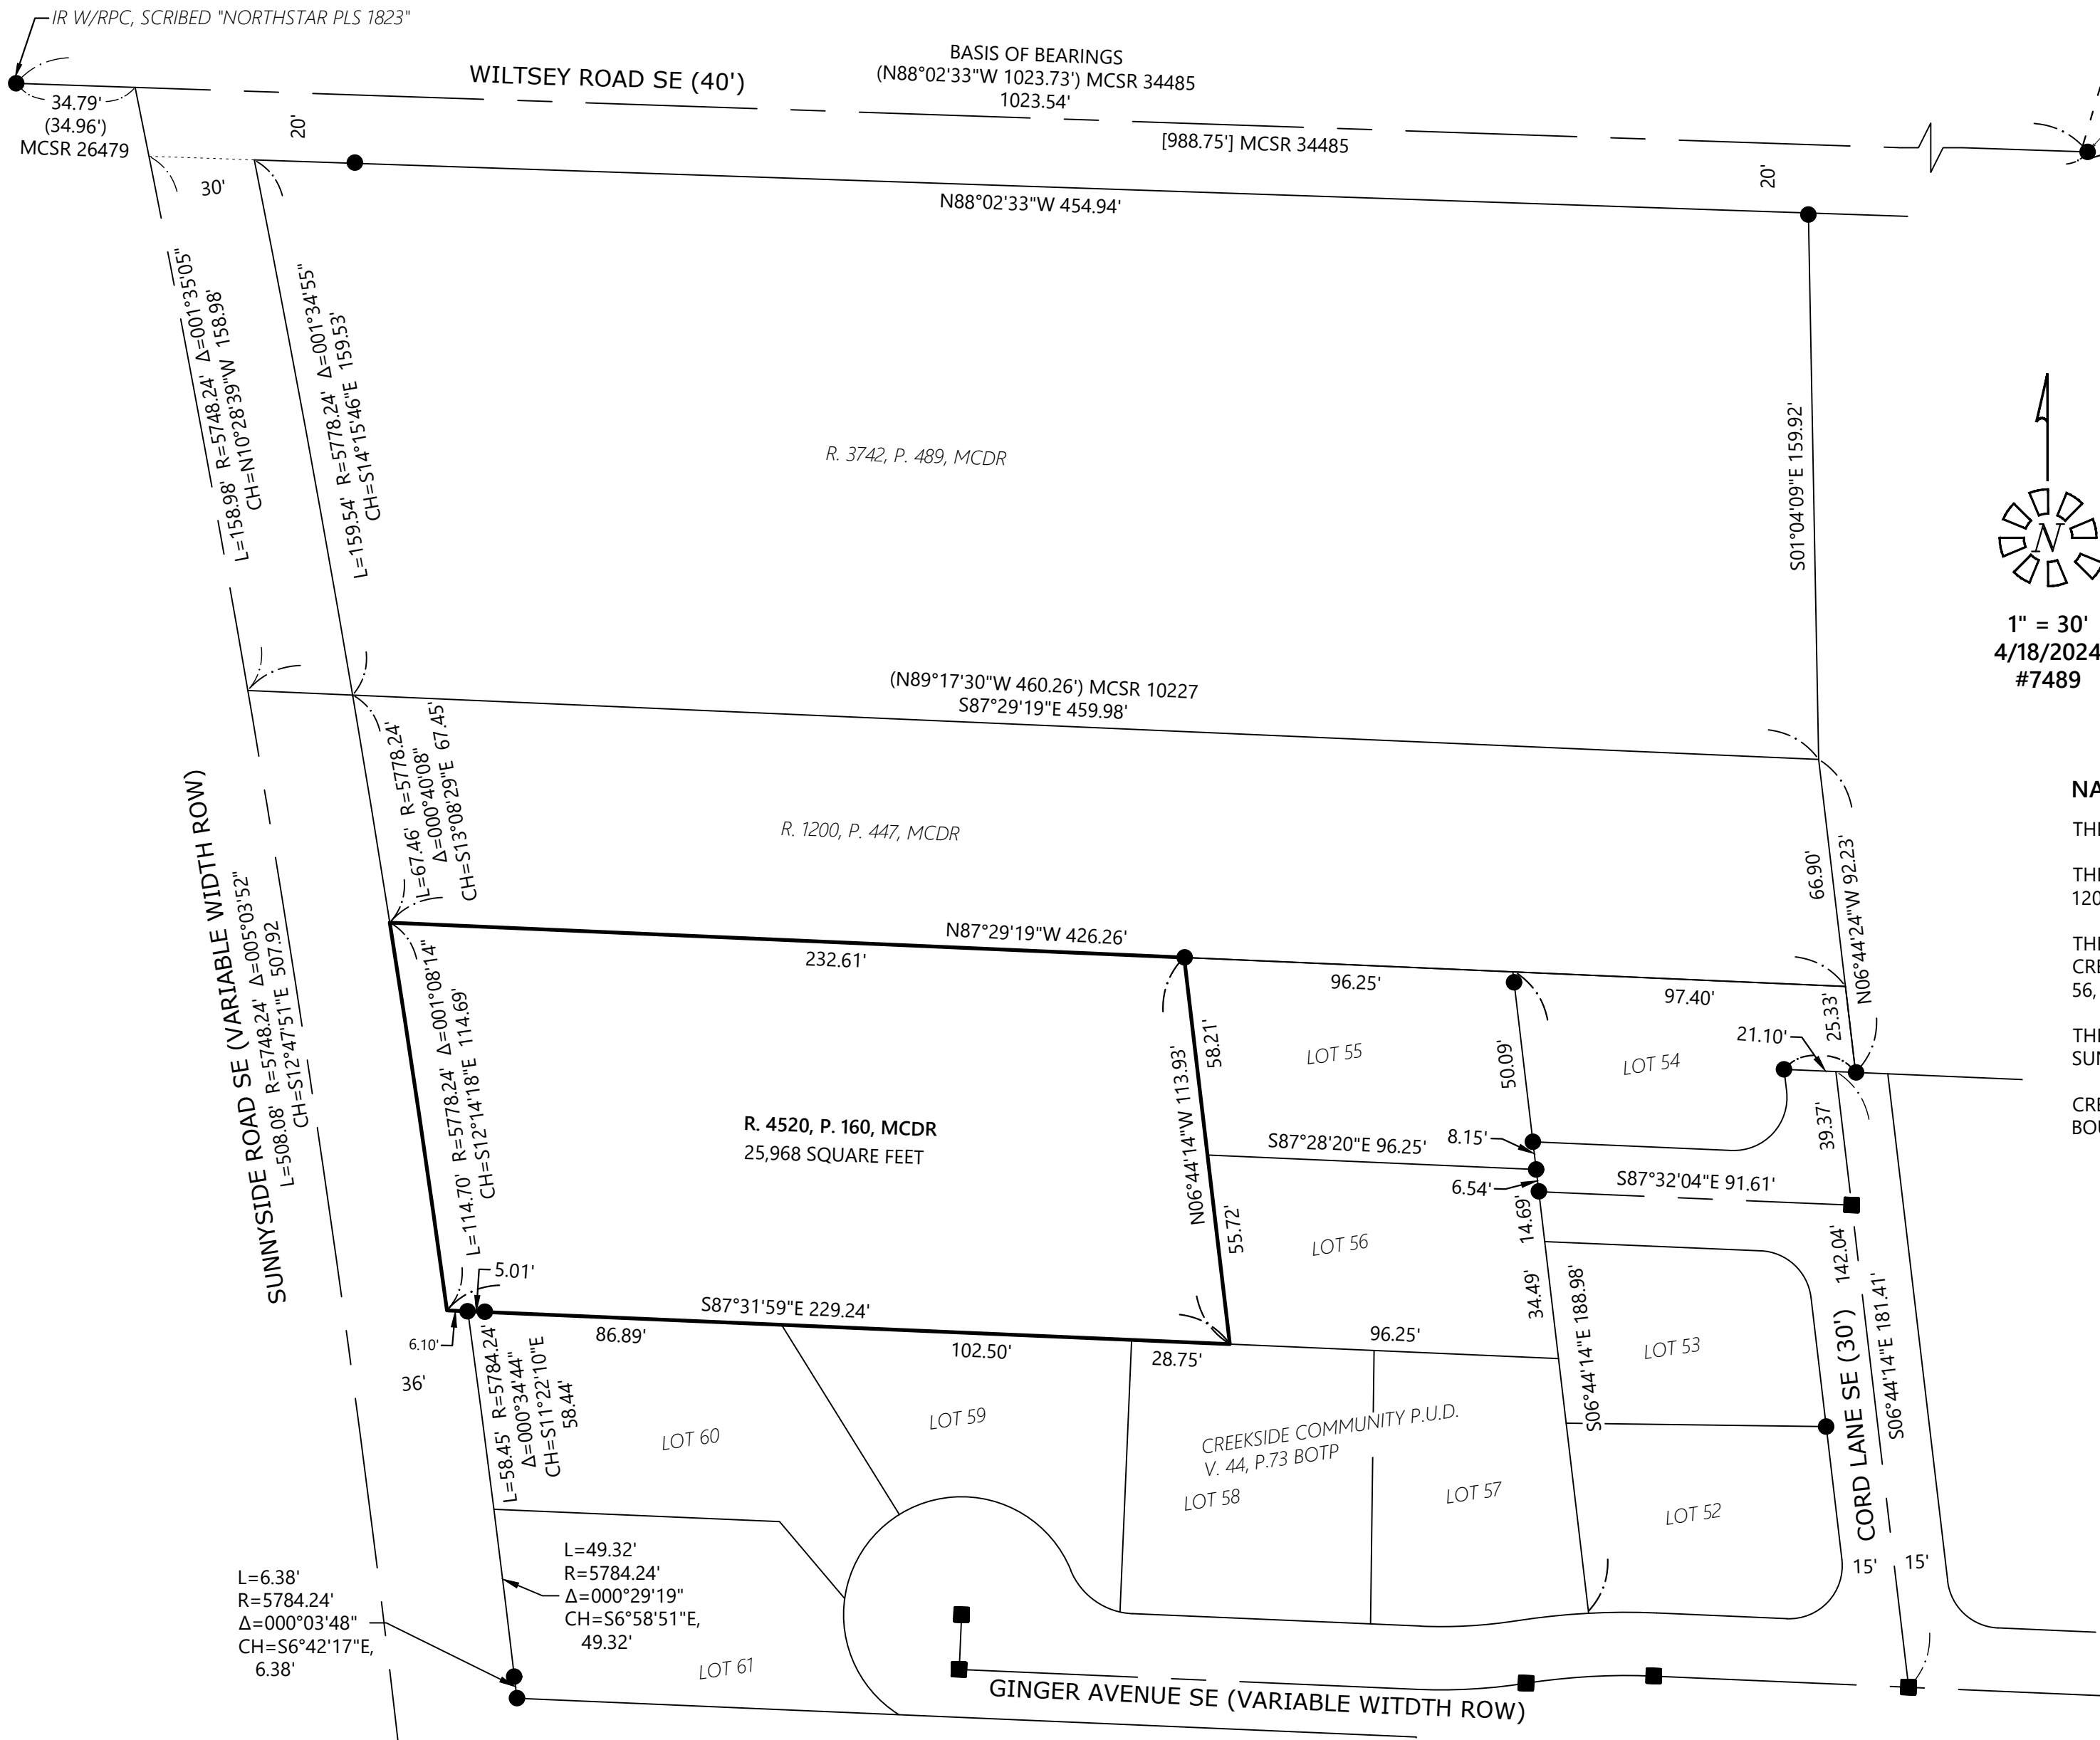 IR W/RPC, SCRIBED "NORTHSTAR PLS 1823"
WILTSEY ROAD SE (40')
BASIS OF BEARINGS
(N88°02'33"W 1023.73') MCSR 34485
1023.54'
[988.75'] MCSR 34485
34.79'
(34.96')
MCSR 26479
20'
20'
30'
N88°02'33"W 454.94'
L=158.98' R=5748.24' Δ=001°35'05"
CH=N10°28'39"W 158.98'
L=159.54' R=5778.24' Δ=001°34'55"
CH=S14°15'46"E 159.53'
R. 3742, P. 489, MCDR
S01°04'09"E 159.92'
N
1" = 30'
4/18/2024
#7489
(N89°17'30"W 460.26') MCSR 10227
S87°29'19"E 459.98'
L=67.46' R=5778.24'
Δ=000°40'08"
CH=S13°08'29"E 67.45'
R. 1200, P. 447, MCDR
66.90'
N06°44'24"W 92.23'
25.33'
SUNNYSIDE ROAD SE (VARIABLE WIDTH ROW)
L=508.08' R=5748.24' Δ=005°03'52"
CH=S12°47'51"E 507.92
N87°29'19"W 426.26'
232.61'
96.25'
97.40'
L=114.70' R=5778.24' Δ=001°08'14"
CH=S12°14'18"E 114.69'
R. 4520, P. 160, MCDR
25,968 SQUARE FEET
N06°44'14"W 113.93'
58.21'
55.72'
LOT 55
50.09'
LOT 54
21.10'
39.37'
S87°28'20"E 96.25'
8.15'
6.54'
S87°32'04"E 91.61'
14.69'
LOT 56
34.49'
S06°44'14"E 188.98'
142.04'
S06°44'14"E 181.41'
5.01'
6.10'
36'
S87°31'59"E 229.24'
86.89'
102.50'
28.75'
96.25'
L=58.45' R=5784.24'
Δ=000°34'44"
CH=S11°22'10"E
58.44'
LOT 60
LOT 59
CREEKSIDE COMMUNITY P.U.D.
V. 44, P.73 BOTP
LOT 58
LOT 57
LOT 53
LOT 52
CORD LANE SE (30')
15'
15'
L=49.32'
R=5784.24'
Δ=000°29'19"
CH=S6°58'51"E,
49.32'
L=6.38'
R=5784.24'
Δ=000°03'48"
CH=S6°42'17"E,
6.38'
LOT 61
GINGER AVENUE SE (VARIABLE WITDTH ROW)
56,